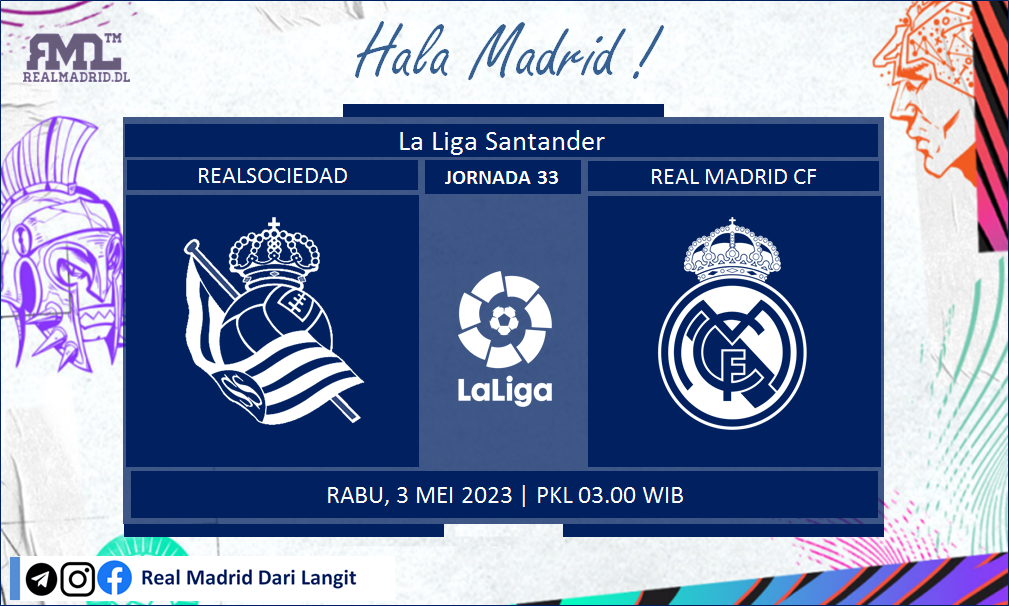 RML™
REALMADRID.DL
Hala Madrid !
La Liga Santander
REALSOCIEDAD
JORNADA 33
REAL MADRID CF
LaLiga
RABU, 3 MEI 2023 | PKL 03.00 WIB
Real Madrid Dari Langit